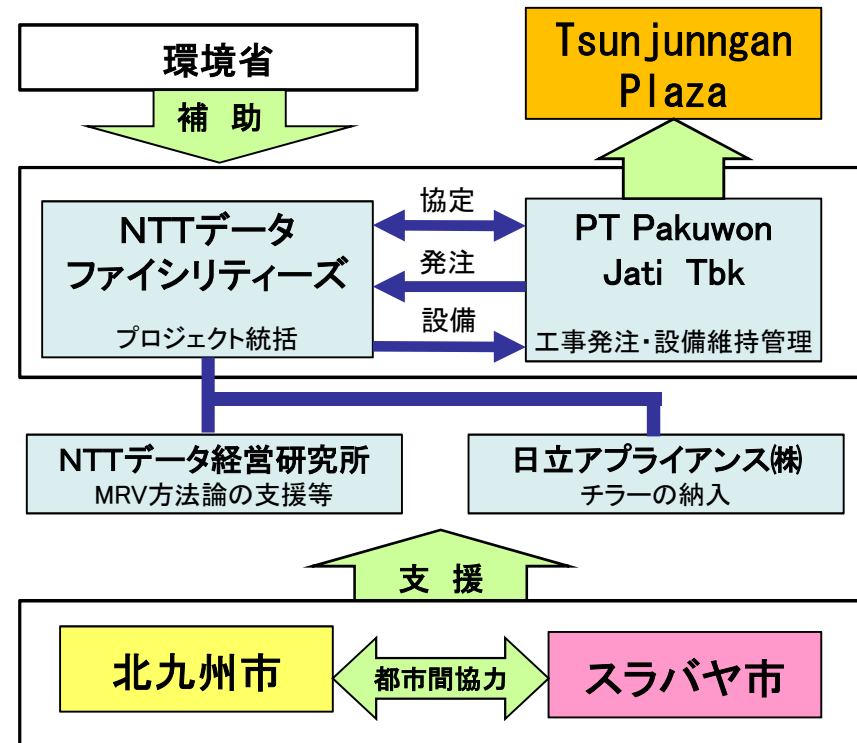 環境省
補 助
Tsunjunngan
Plaza
NTTデータ
ファイシリティーズ
プロジェクト統括
協定
発注
設備
PT Pakuwon
Jati Tbk
工事発注・設備維持管理
NTTデータ経営研究所
MRV方法論の支援等
日立アプライアンス㈱
チラーの納入
支 援
北九州市
都市間協力
スラバヤ市